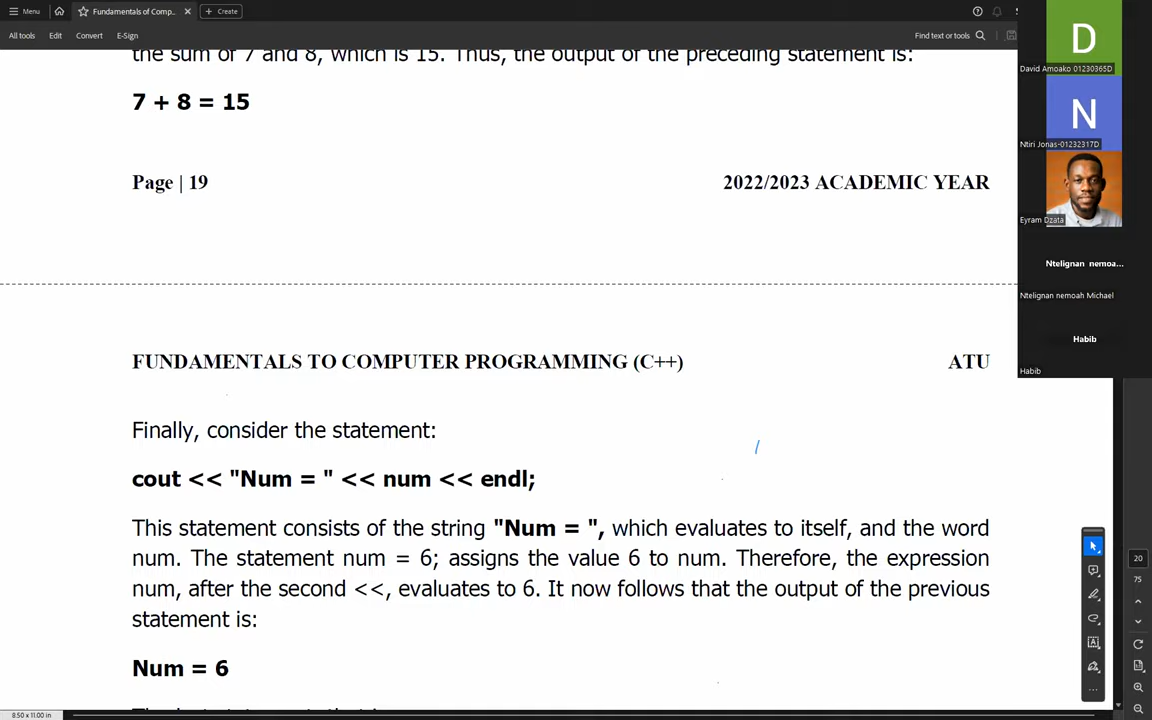 Menu
Fundamentals of Comp...
Create
All tools
Edit
Convert
E-Sign
Find text or tools
the sum of 7 and 8, which is 15. Thus, the output of the preceding statement is:
7 + 8 = 15
Page | 19
2022/2023 ACADEMIC YEAR
FUNDAMENTALS TO COMPUTER PROGRAMMING (C++)
ATU
Finally, consider the statement:
cout << "Num = " << num << endl;
This statement consists of the string "Num = ", which evaluates to itself, and the word
num. The statement num = 6; assigns the value 6 to num. Therefore, the expression
num, after the second <<, evaluates to 6. It now follows that the output of the previous
statement is:
Num = 6
8.50 x 11.00 in
D
David Amoako 01230365D
N
Ntiri Jonas-01232317D
Eyram Dzata
Ntelignan nemoa...
Ntelignan nemoah Michael
Habib
Habib
20
75